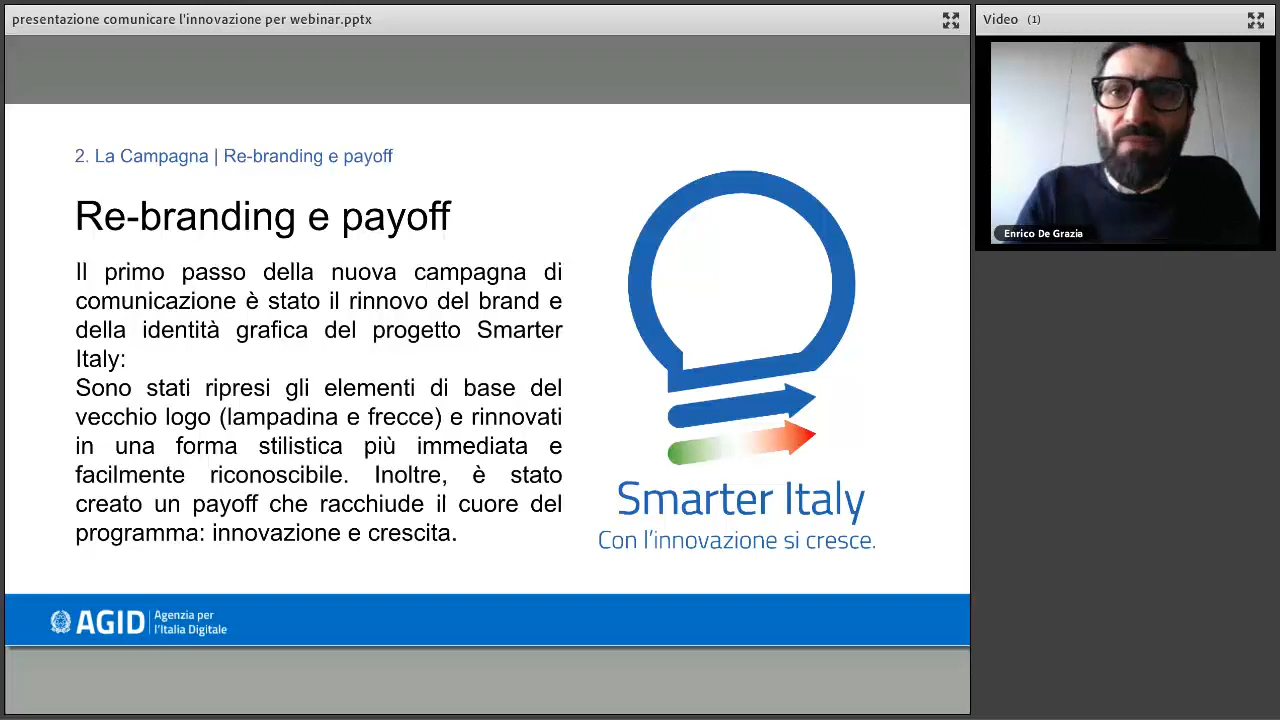 presentazione comunicare l'innovazione per webinar.pptx
Video (1)
Enrico De Grazia
2. La Campagna | Re-branding e payoff
Re-branding e payoff
Il primo passo della nuova campagna di
comunicazione è stato il rinnovo del brand e
della identità grafica del progetto Smarter
Italy:
Sono stati ripresi gli elementi di base del
vecchio logo (lampadina e frecce) e rinnovati
in una forma stilistica più immediata e
facilmente riconoscibile. Inoltre, è stato
creato un payoff che racchiude il cuore del
programma: innovazione e crescita.
Smarter Italy
Con l'innovazione si cresce.
AGID Agenzia per
l'Italia Digitale